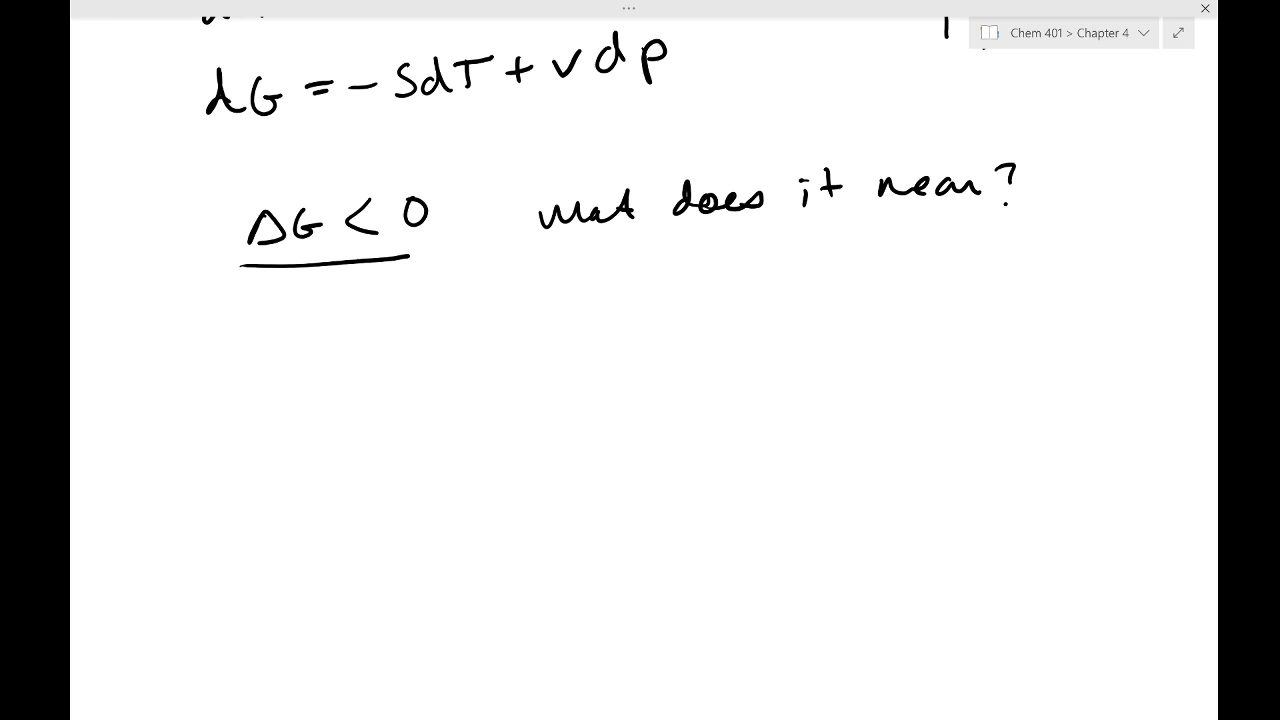 Chem 401 > Chapter 4
dG = - SdT + Vdp
ΔG < 0 What does it mean?